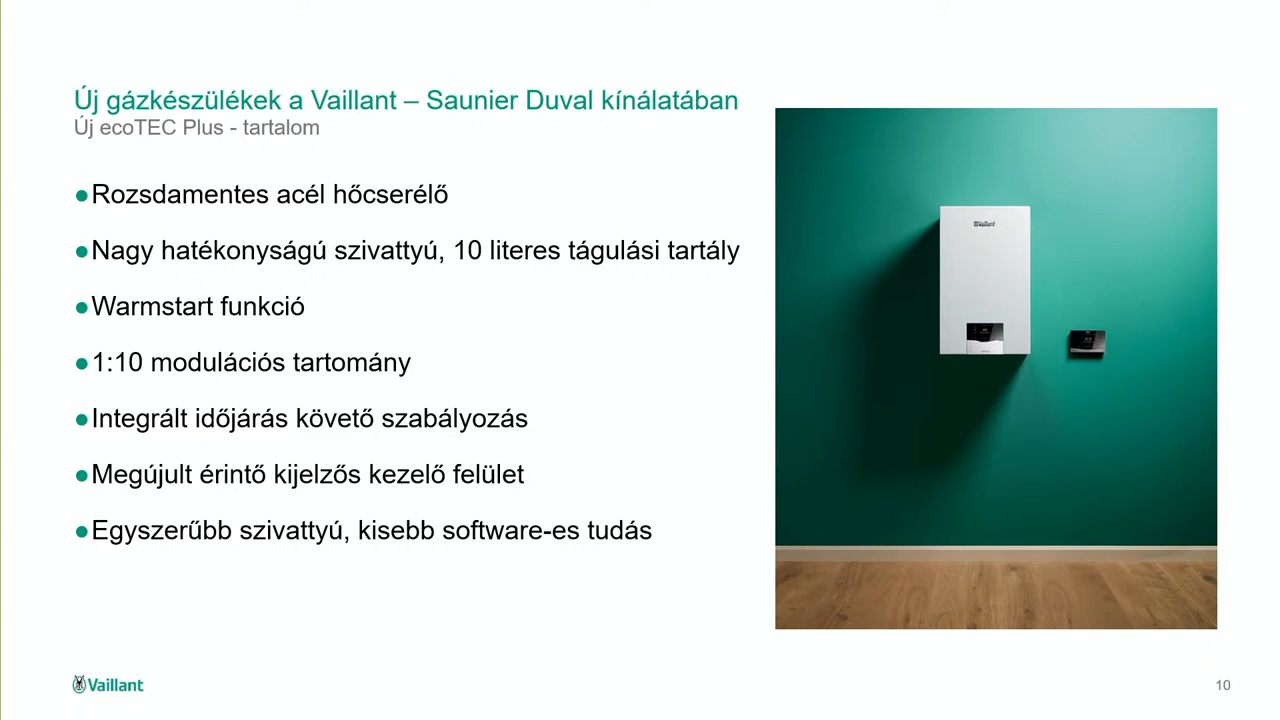 Új gázkészülékek a Vaillant – Saunier Duval kínálatában
Új ecoTEC Plus - tartalom
●Rozsdamentes acél hőcserélő
●Nagy hatékonyságú szivattyú, 10 literes tágulási tartály
●Warmstart funkció
●1:10 modulációs tartomány
●Integrált időjárás követő szabályozás
●Megújult érintő kijelzős kezelő felület
●Egyszerűbb szivattyú, kisebb software-es tudás
Vaillant
Vaillant
10